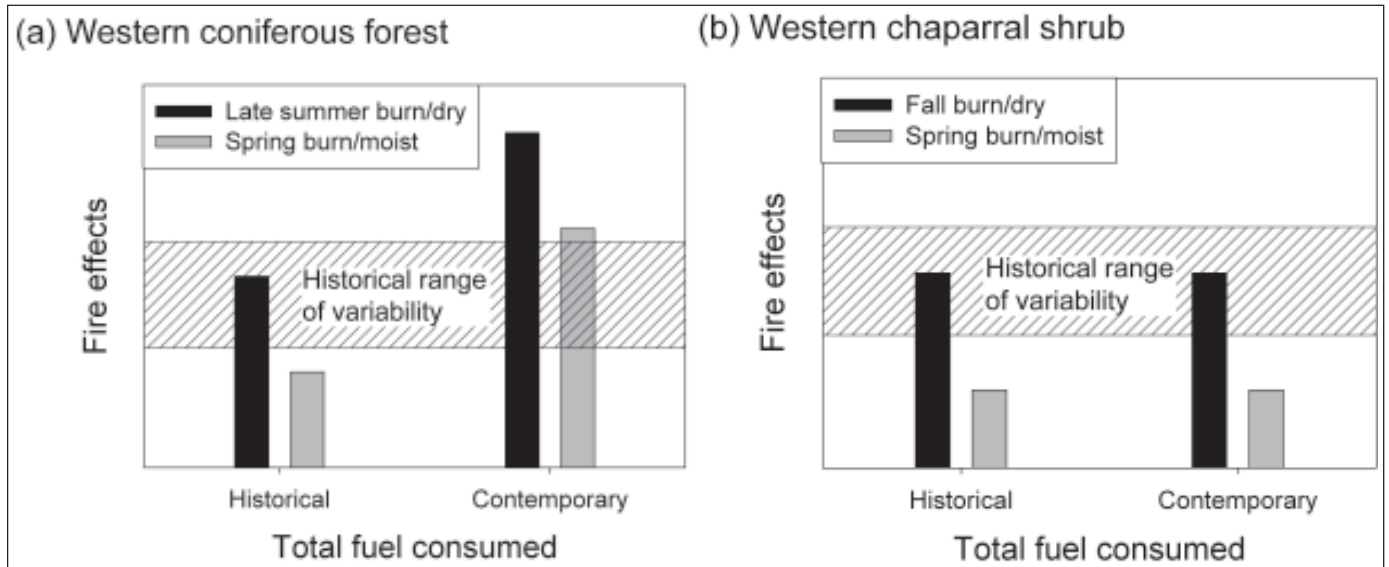 (a) Western coniferous forest
Late summer burn/dry
Spring burn/moist
Fire effects
Historical range
of variability
Historical
Contemporary
Total fuel consumed
(b) Western chaparral shrub
Fall burn/dry
Spring burn/moist
Fire effects
Historical range
of variability
Historical
Contemporary
Total fuel consumed